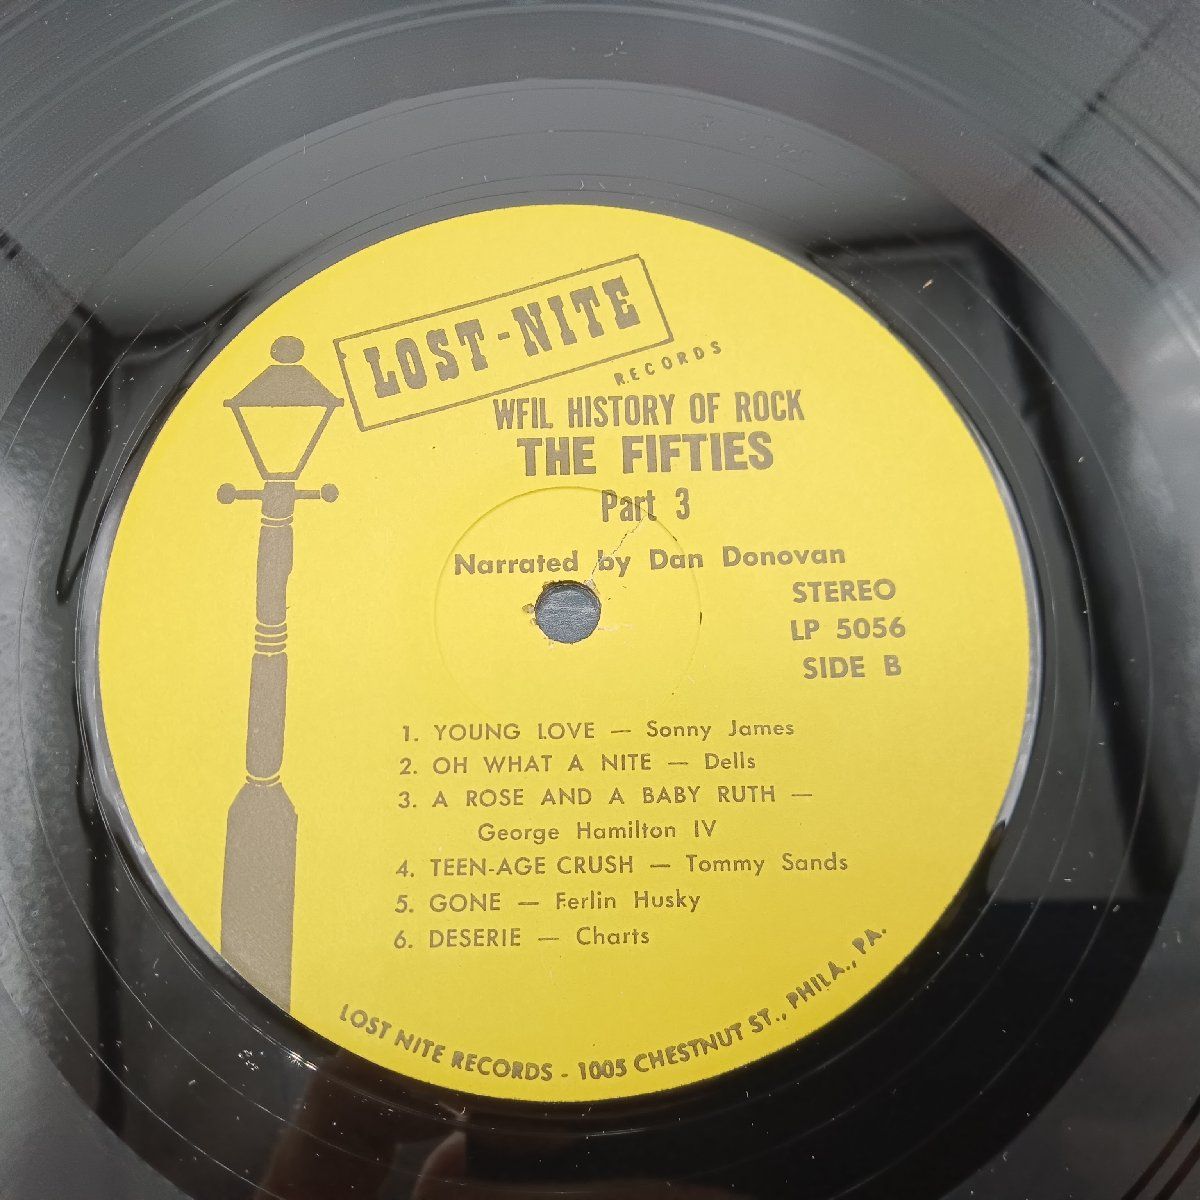 LOST-NITE
RECORDS
WFIL HISTORY OF ROCK
THE FIFTIES
Part 3
Narrated by Dan Donovan
STEREO
LP 5056
SIDE B
1. YOUNG LOVE — Sonny James
2. OH WHAT A NITE — Dells
3. A ROSE AND A BABY RUTH —
George Hamilton IV
4. TEEN-AGE CRUSH — Tommy Sands
5. GONE — Ferlin Husky
6. DESERIE — Charts
LOST NITE RECORDS - 1005 CHESTNUT ST., PHILA., PA.